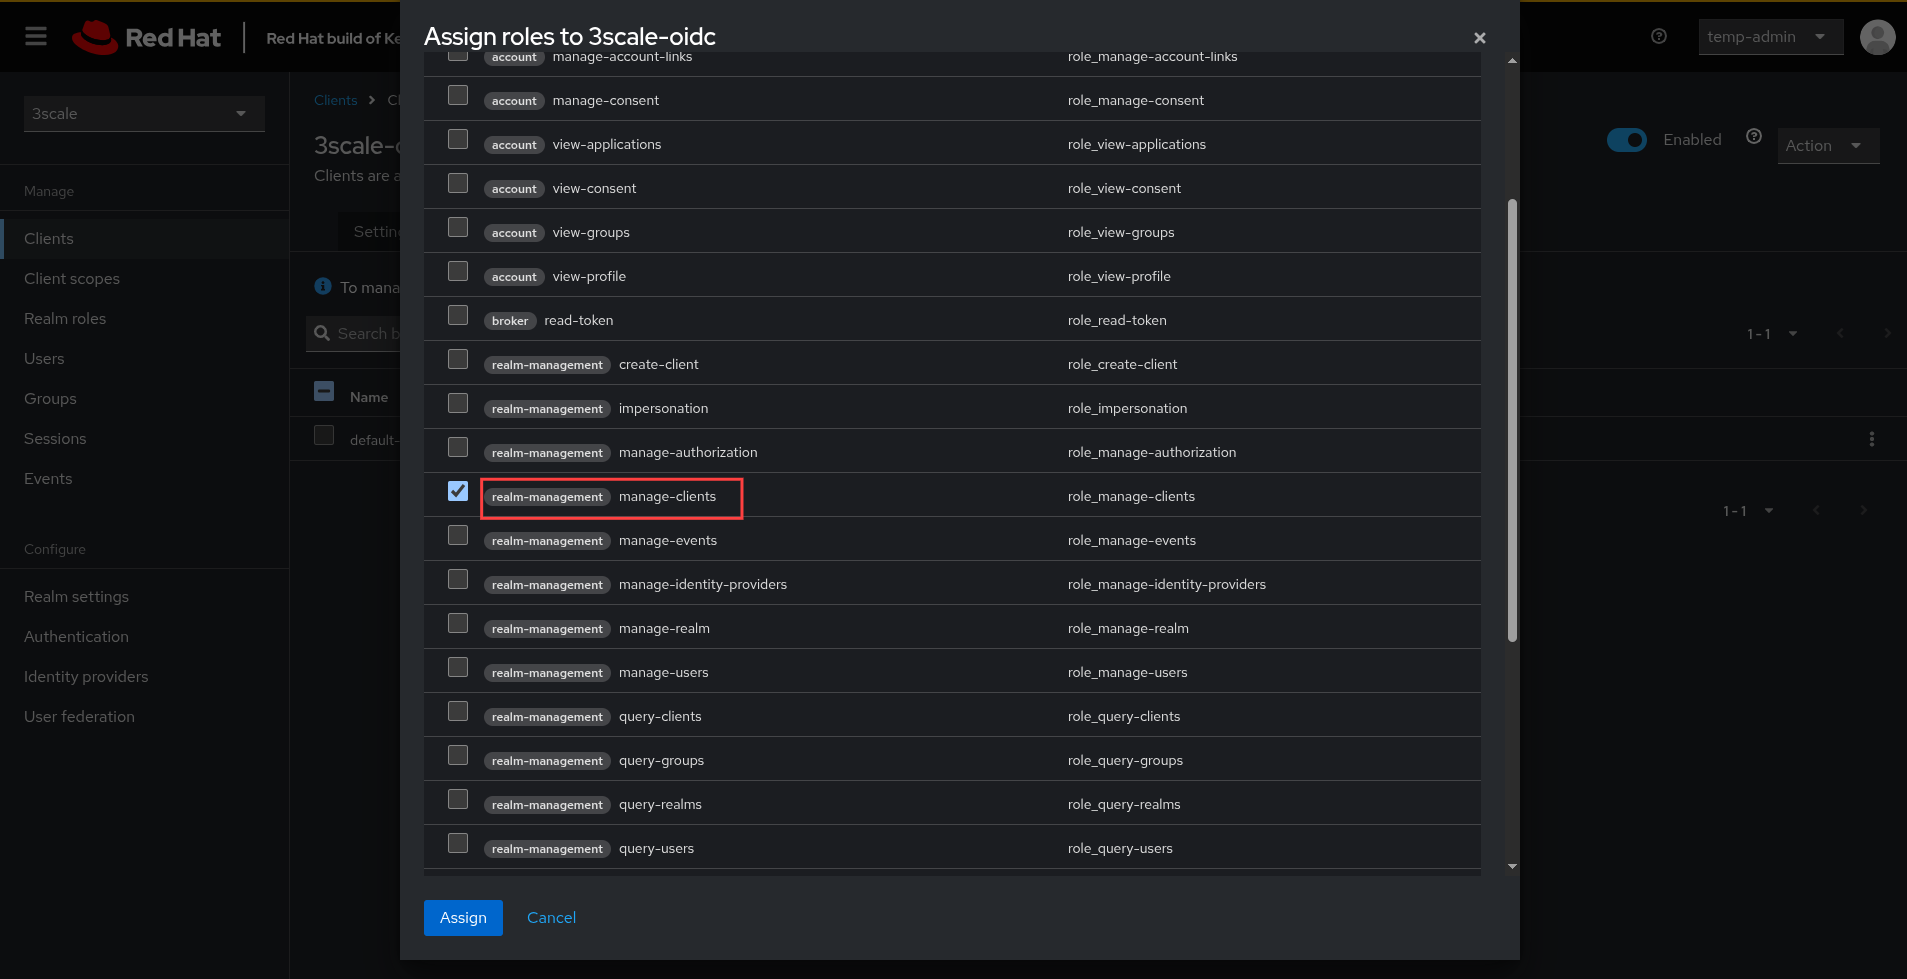 Red Hat
Red Hat build of Ke
temp-admin
3scale
Manage
Clients
Client scopes
Realm roles
Users
Groups
Sessions
Events
Configure
Realm settings
Authentication
Identity providers
User federation
Clients
3scale-
Clients are a
Settin
To mana
Search b
Name
default-
Enabled
Action
1 - 1
1 - 1
Assign roles to 3scale-oidc
account manage-account-links role_manage-account-links
account manage-consent role_manage-consent
account view-applications role_view-applications
account view-consent role_view-consent
account view-groups role_view-groups
account view-profile role_view-profile
broker read-token role_read-token
realm-management create-client role_create-client
realm-management impersonation role_impersonation
realm-management manage-authorization role_manage-authorization
realm-management manage-clients role_manage-clients
realm-management manage-events role_manage-events
realm-management manage-identity-providers role_manage-identity-providers
realm-management manage-realm role_manage-realm
realm-management manage-users role_manage-users
realm-management query-clients role_query-clients
realm-management query-groups role_query-groups
realm-management query-realms role_query-realms
realm-management query-users role_query-users
Assign
Cancel